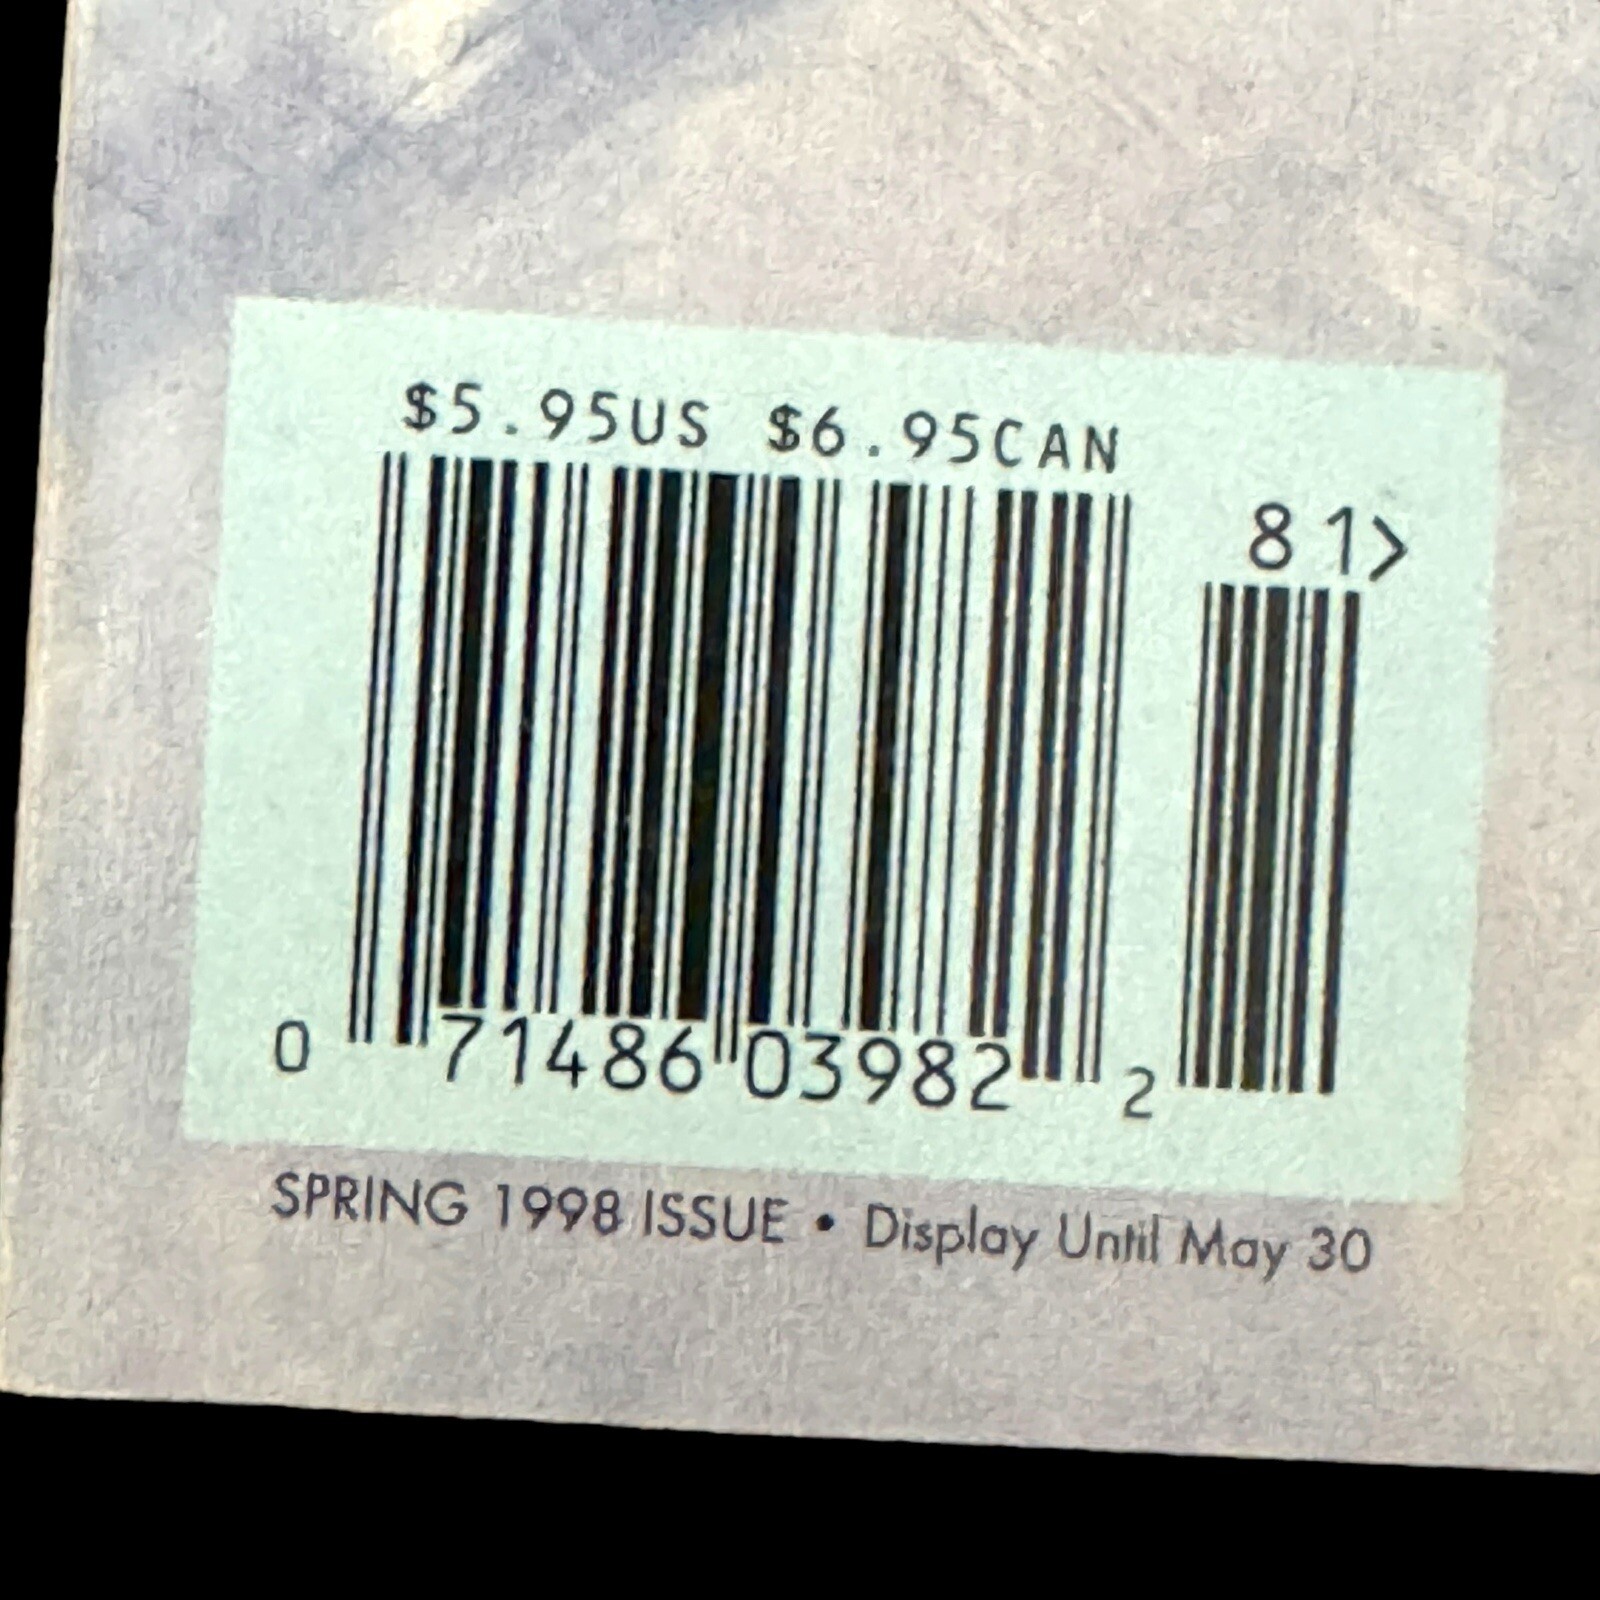 $5.95US $6.95CAN
81>
0 71486 03982 2
SPRING 1998 ISSUE • Display Until May 30